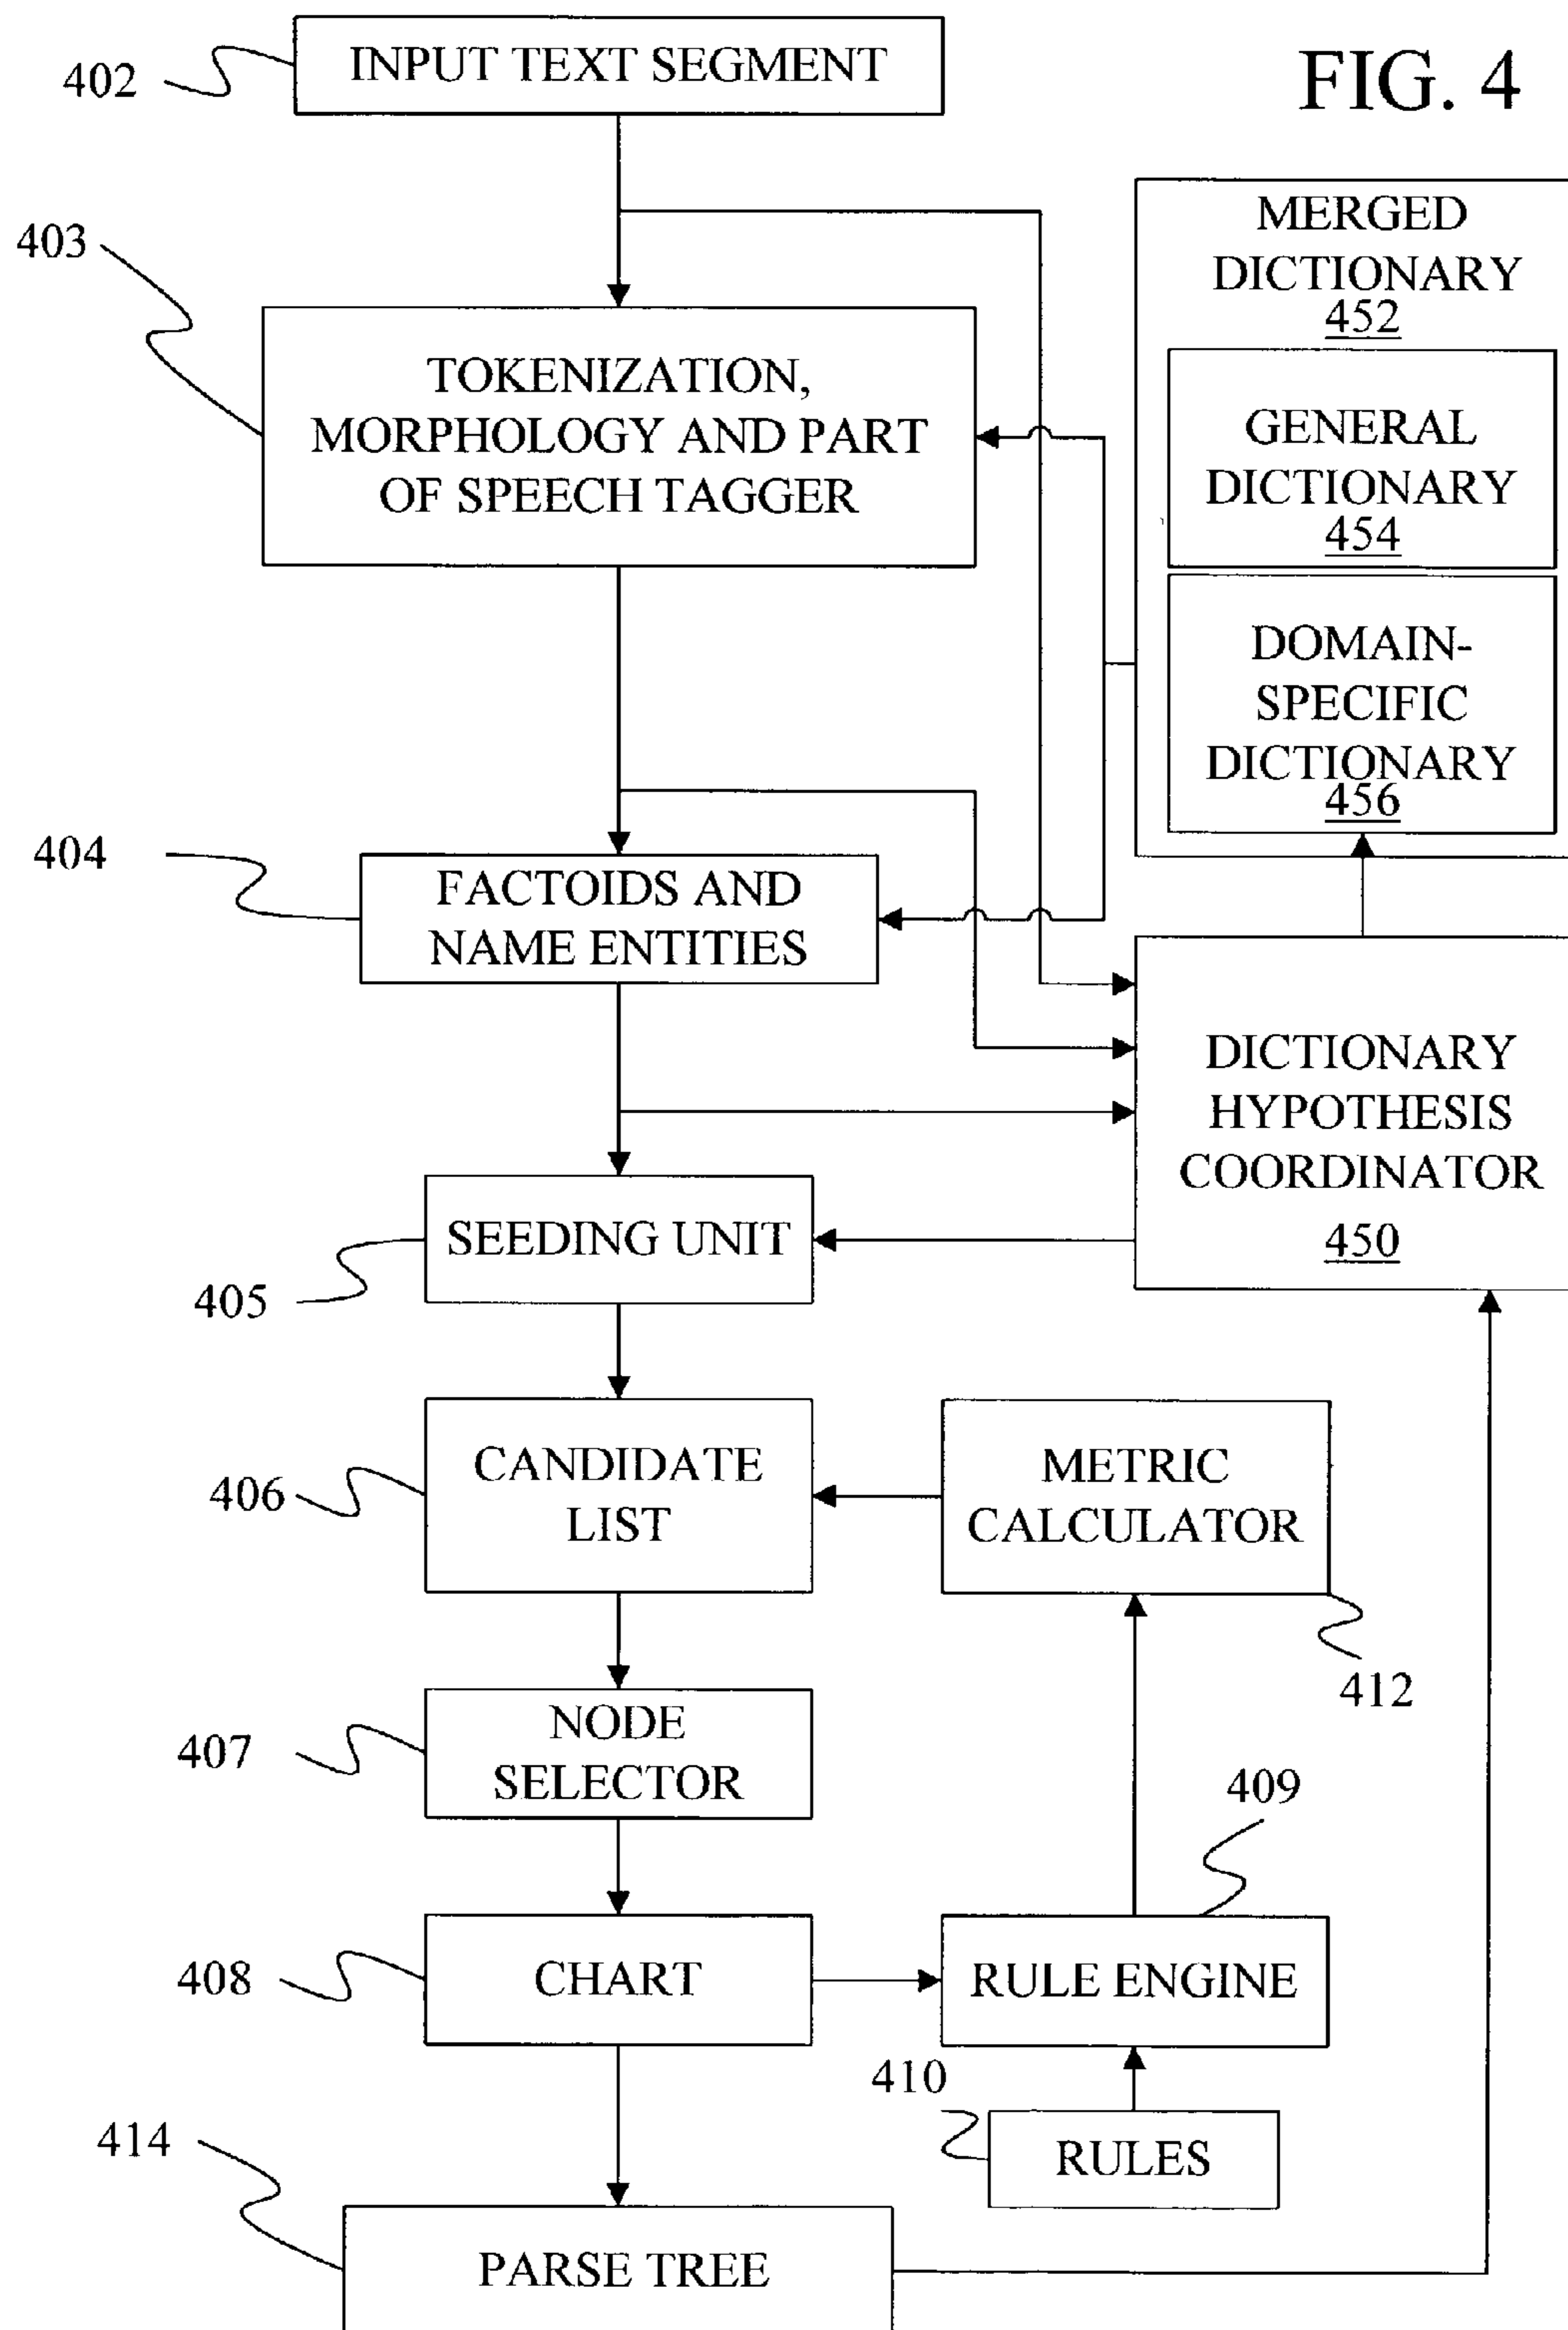 FIG. 4
402
INPUT TEXT SEGMENT
403
TOKENIZATION,
MORPHOLOGY AND PART
OF SPEECH TAGGER
MERGED
DICTIONARY
452
GENERAL
DICTIONARY
454
DOMAIN-
SPECIFIC
DICTIONARY
456
404
FACTOIDS AND
NAME ENTITIES
DICTIONARY
HYPOTHESIS
COORDINATOR
450
SEEDING UNIT
405
CANDIDATE
LIST
406
METRIC
CALCULATOR
412
NODE
SELECTOR
407
409
CHART
408
RULE ENGINE
410
RULES
414
PARSE TREE